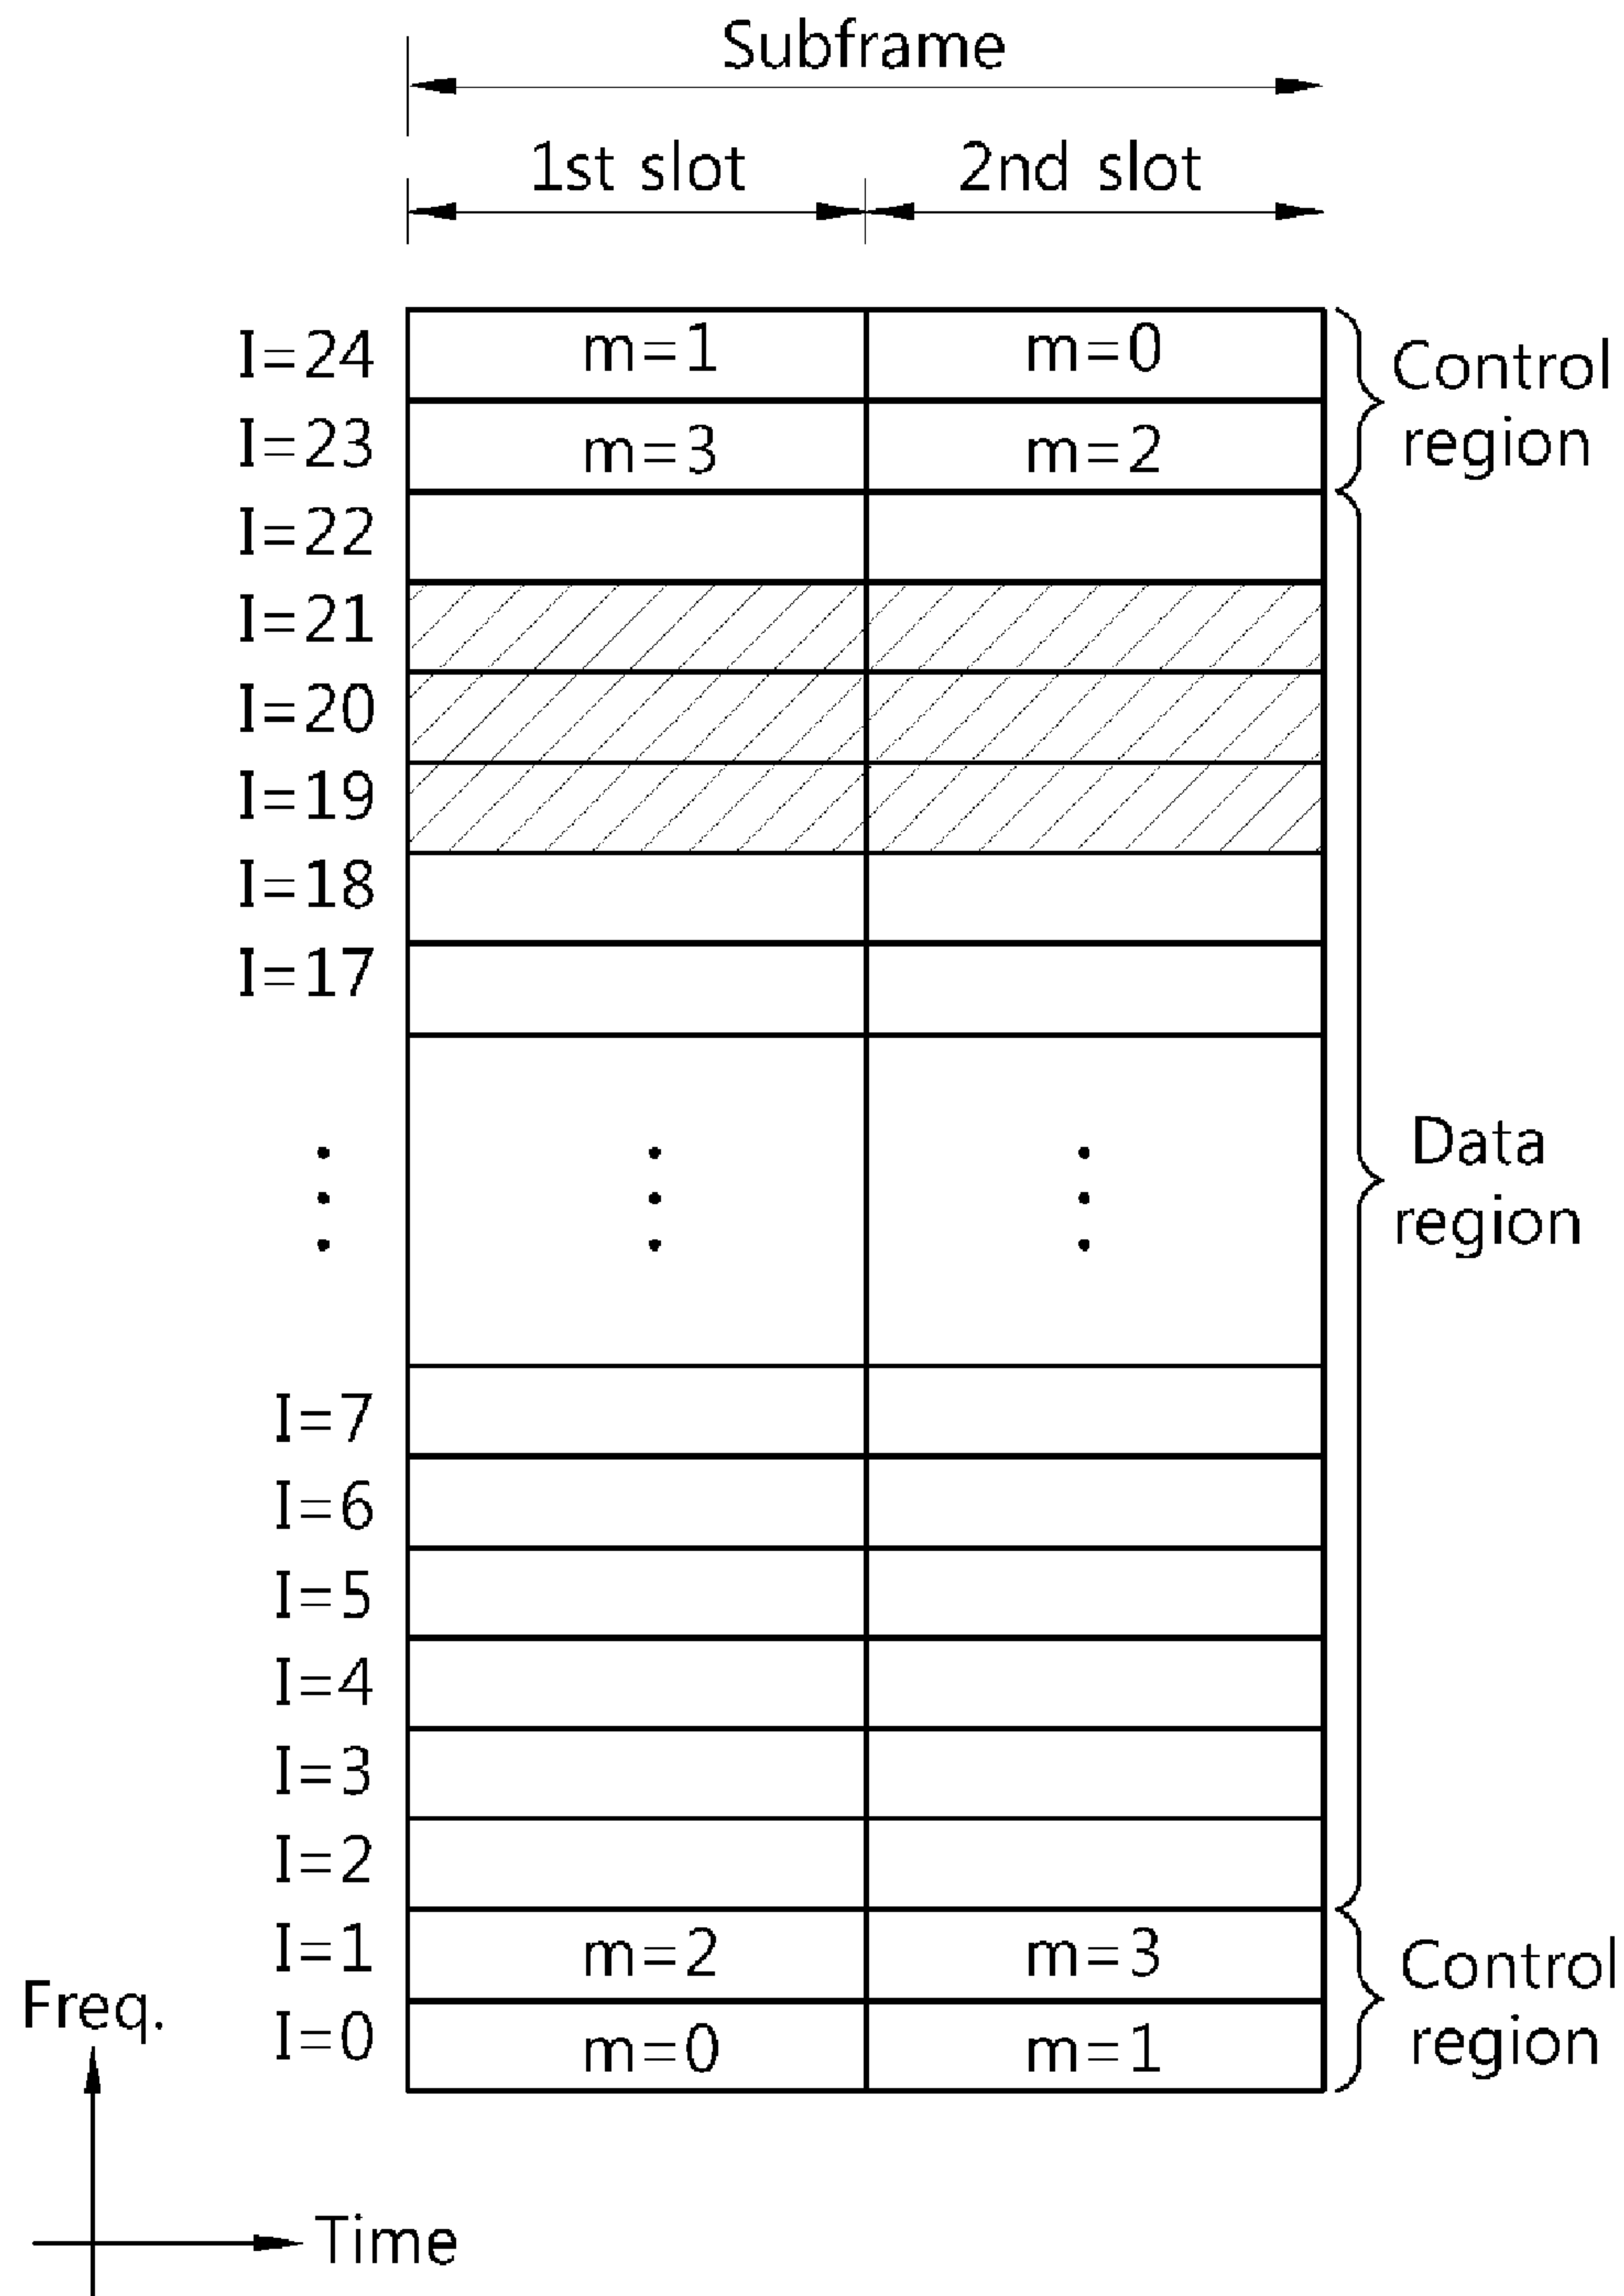 Subframe
1st slot 2nd slot
I=24 m=1 m=0
Control
region
I=23 m=3 m=2
I=22
I=21
I=20
I=19
I=18
I=17
Data
region
I=7
I=6
I=5
I=4
I=3
I=2
I=1 m=2 m=3
Control
region
I=0 m=0 m=1
Freq.
Time